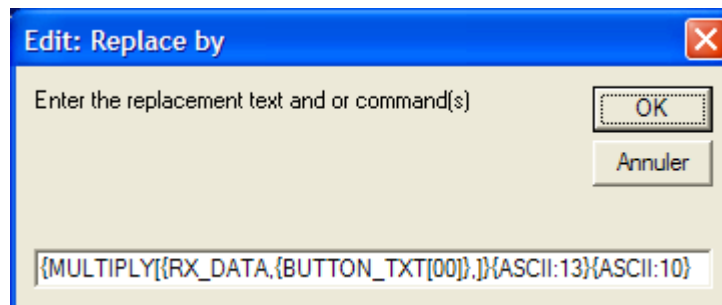 Edit: Replace by
Enter the replacement text and or command(s)
OK
Annuler
{MULTIPLY[{RX_DATA,{BUTTON_TXT[00]},]}{ASCII:13}{ASCII:10}